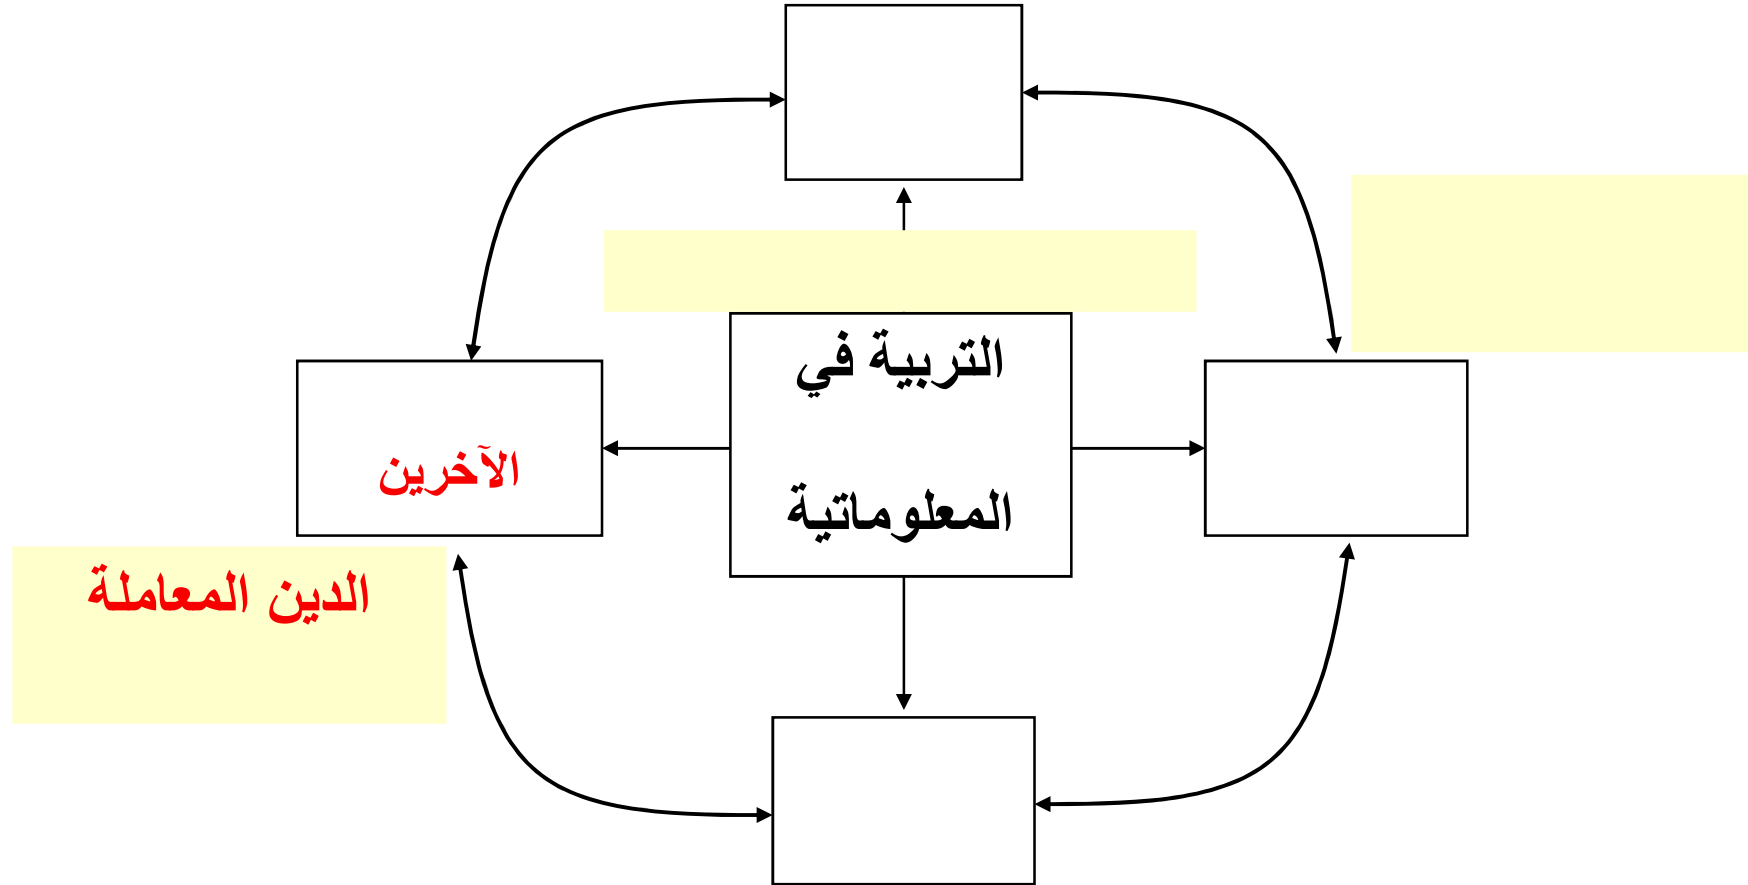 التربية في
المعلوماتية
الآخرين
الدين المعاملة